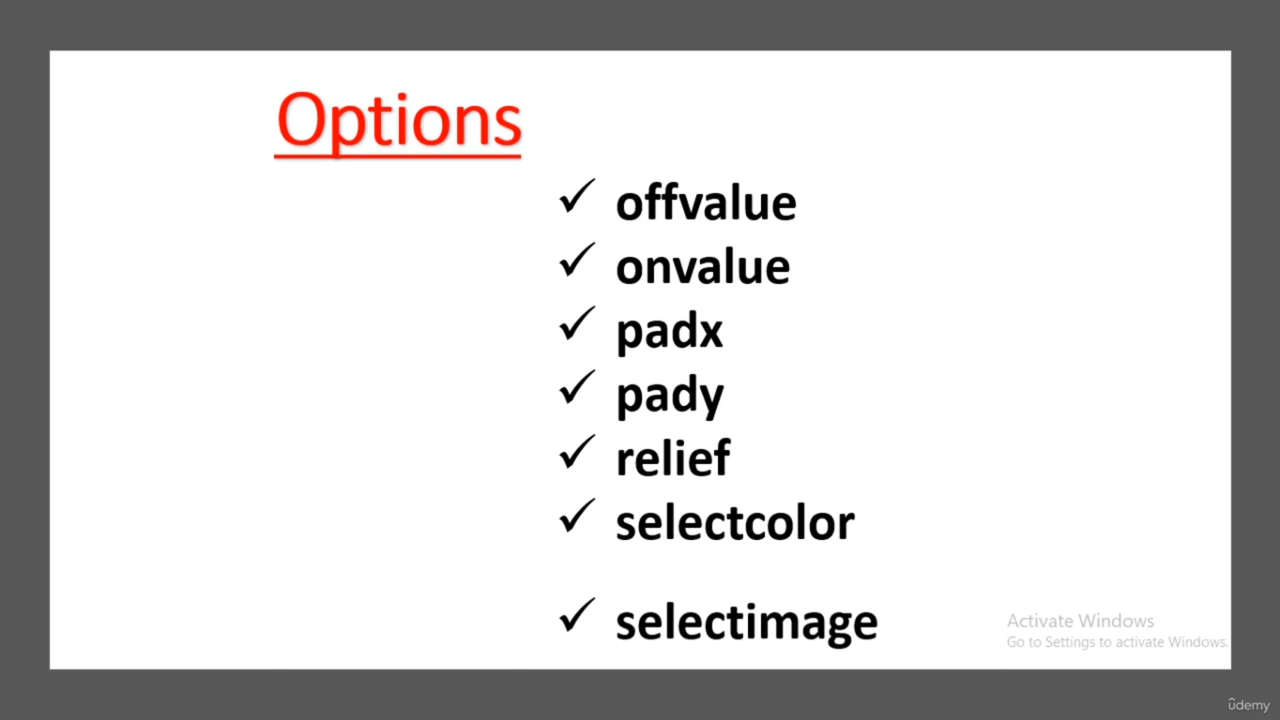 Options
✓ offvalue
✓ onvalue
✓ padx
✓ pady
✓ relief
✓ selectcolor
✓ selectimage
Activate Windows
Go to Settings to activate Windows.
ûdemy